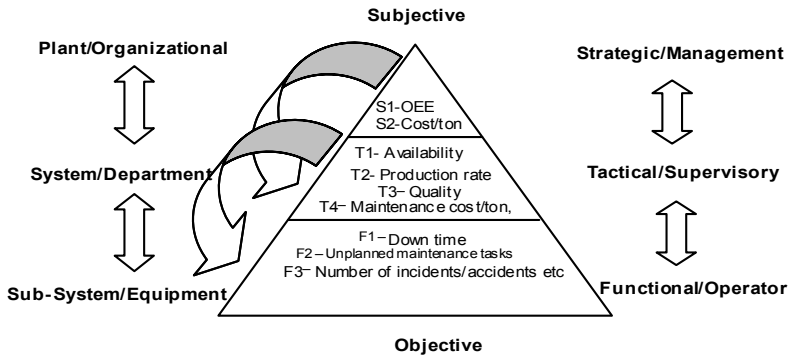 Subjective
Plant/Organizational
Strategic/Management
S1-OEE
S2-Cost/ton
T1- Availability
System/Department
T2- Production rate
Tactical/Supervisory
T3– Quality
T4– Maintenance cost/ton,
F1– Down time
F2– Unplanned maintenance tasks
F3– Number of incidents/accidents etc
Sub-System/Equipment
Functional/Operator
Objective